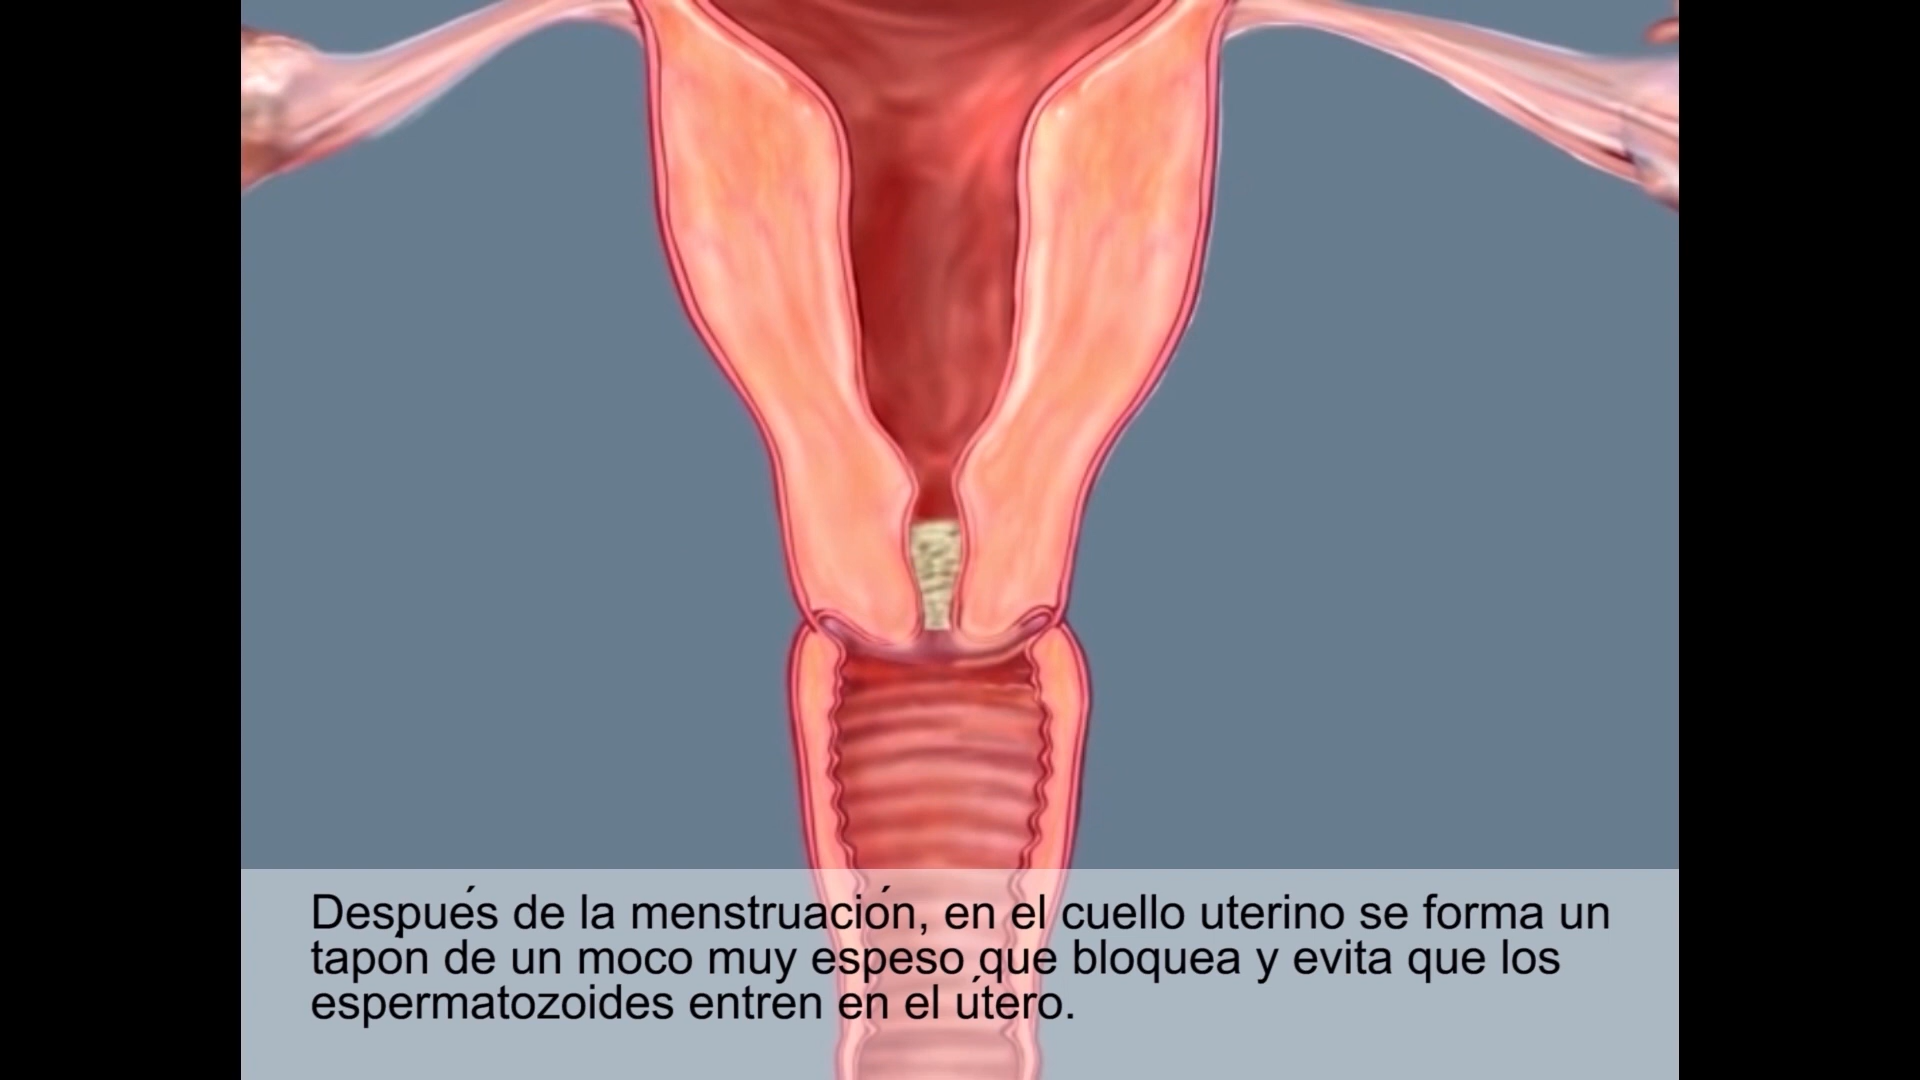 Después de la menstruación, en el cuello uterino se forma un
tapón de un moco muy espeso que bloquea y evita que los
espermatozoides entren en el útero.